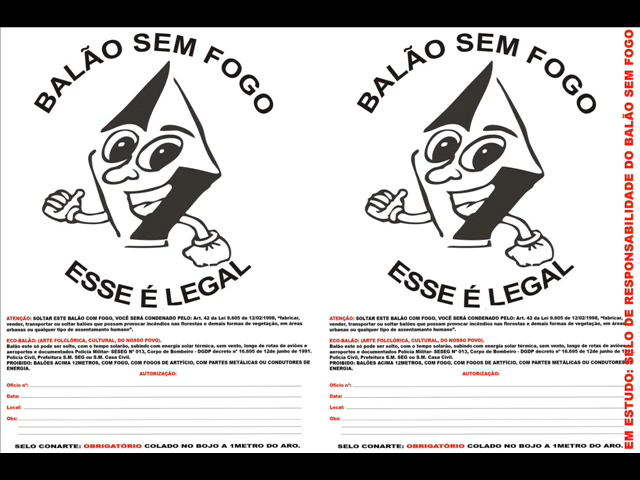 BALÃO SEM FOGO
ESSE É LEGAL
ATENÇÃO: SOLTAR ESTE BALÃO COM FOGO, VOCÊ SERÁ CONDENADO PELO: Art. 42 da Lei 9.605 de 12/02/1998, "fabricar,
vender, transportar ou soltar balões que possam provocar incêndios nas florestas e demais formas de vegetação, em áreas
urbanas ou qualquer tipo de assentamento humano".
ECO-BALÃO: (ARTE FOLCLÓRICA, CULTURAL, DO NOSSO POVO).
Balão este só pode ser solto, com o tempo solarão, subindo com energia solar térmica, sem vento, longe de rotas de aviões e
aeroportos e documentados Polícia Militar- SESEG Nº 013, Corpo de Bombeiro - DGDP decreto nº 16.695 de 12de junho de 1991.
Polícia Civil, Prefeitura S.M. SEG ou S.M. Casa Civil.
PROIBIDO: BALÕES ACIMA 12METROS, COM FOGO, COM FOGOS DE ARTFÍCIO, COM PARTES METÁLICAS OU CONDUTORES DE
ENERGIA.
AUTORIZAÇÃO:
Ofício nº:
Data:
Local:
Obs:
SELO CONARTE: OBRIGATÓRIO COLADO NO BOJO A 1METRO DO ARO.
BALÃO SEM FOGO
ESSE É LEGAL
ATENÇÃO: SOLTAR ESTE BALÃO COM FOGO, VOCÊ SERÁ CONDENADO PELO: Art. 42 da Lei 9.605 de 12/02/1998, "fabricar,
vender, transportar ou soltar balões que possam provocar incêndios nas florestas e demais formas de vegetação, em áreas
urbanas ou qualquer tipo de assentamento humano".
ECO-BALÃO: (ARTE FOLCLÓRICA, CULTURAL, DO NOSSO POVO).
Balão este só pode ser solto, com o tempo solarão, subindo com energia solar térmica, sem vento, longe de rotas de aviões
aeroportos e documentados Polícia Militar- SESEG Nº 013, Corpo de Bombeiro - DGDP decreto nº 16.695 de 12de junho de
Polícia Civil, Prefeitura S.M. SEG ou S.M. Casa Civil.
PROIBIDO: BALÕES ACIMA 12METROS, COM FOGO, COM FOGOS DE ARTFÍCIO, COM PARTES METÁLICAS OU CONDUTORES
ENERGIA.
AUTORIZAÇÃO:
Ofício nº:
Data:
Local:
Obs:
SELO CONARTE: OBRIGATÓRIO COLADO NO BOJO A 1METRO DO ARO.
EM ESTUDO: SELO DE RESPONSABILIDADE DO BALÃO SEM FOGO